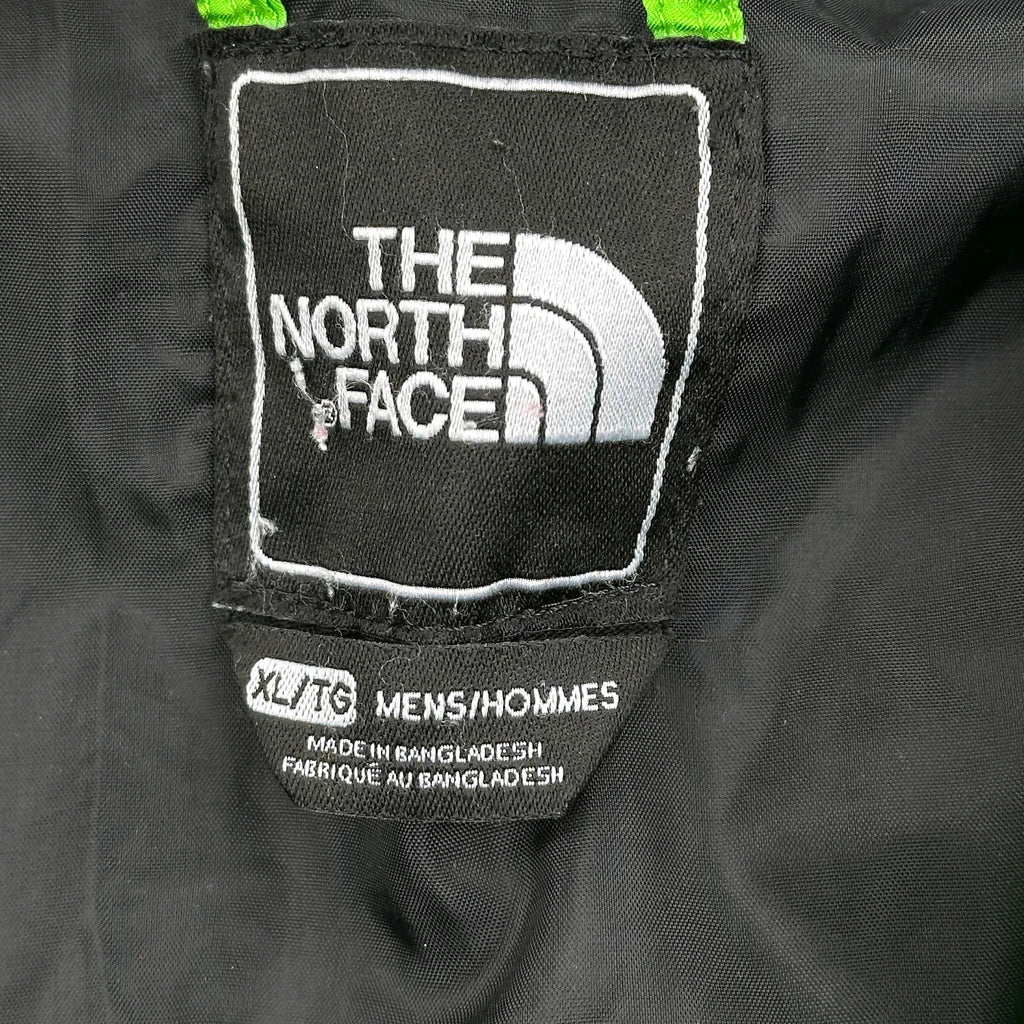 THE
NORTH
FACE
XL/TG MENS/HOMMES
MADE IN BANGLADESH
FABRIQUÉ AU BANGLADESH